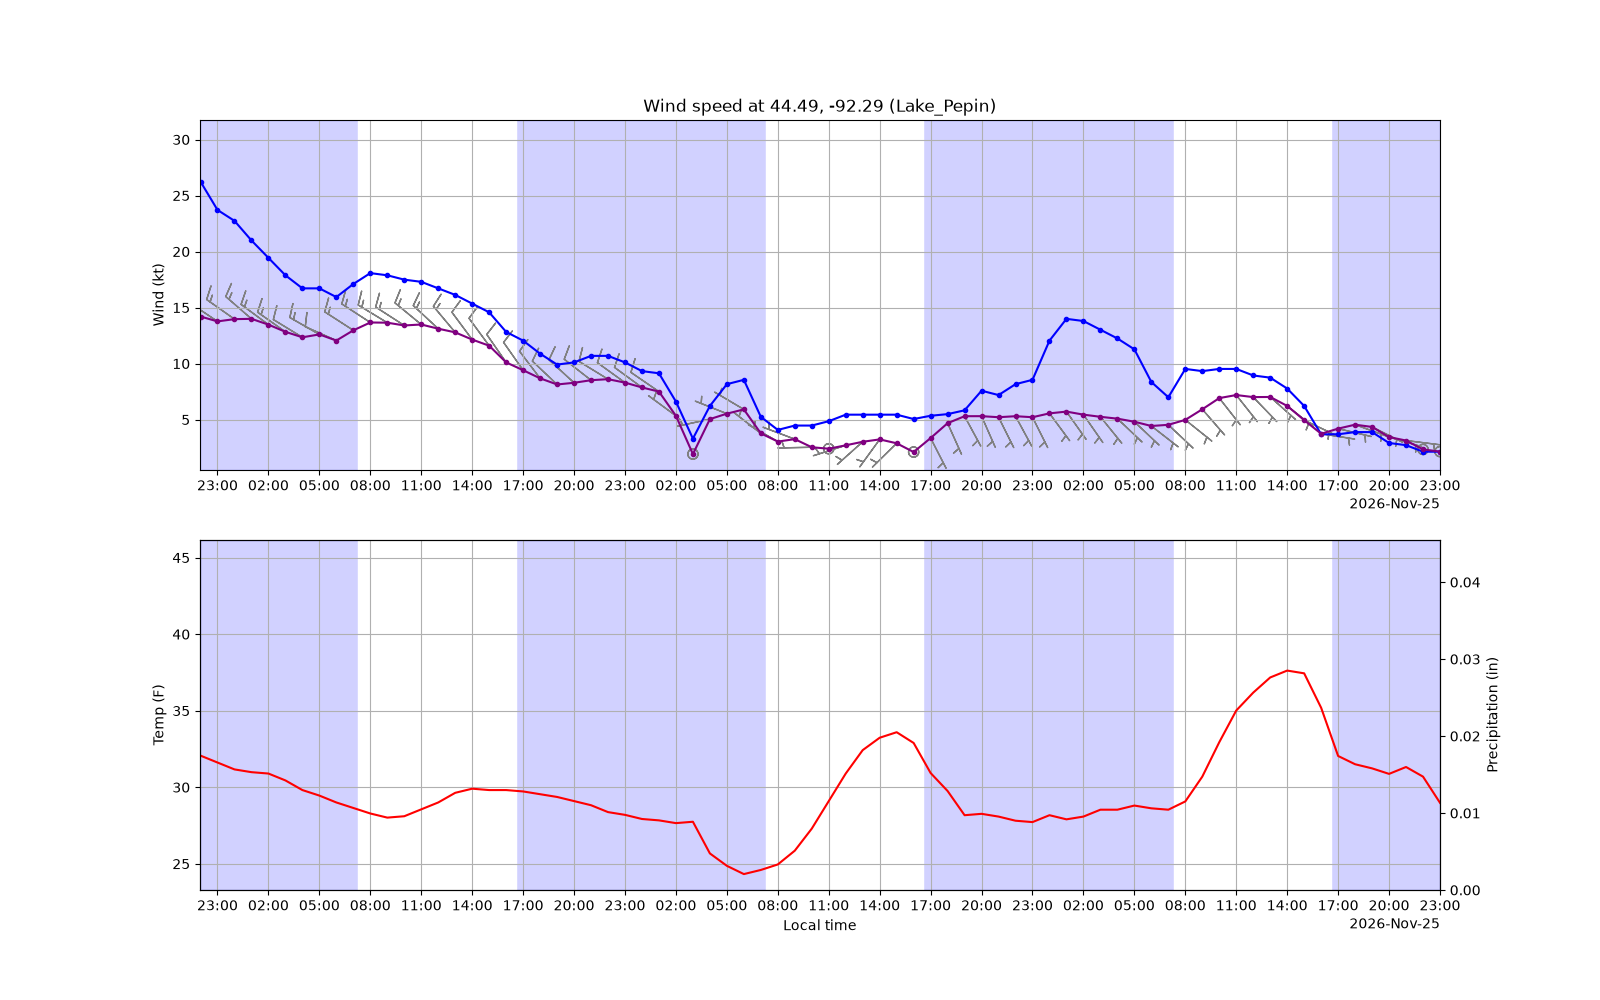 Wind speed at 44.49, -92.29 (Lake_Pepin)
30
25
20
15
10
5
Wind (kt)
23:00 02:00 05:00 08:00 11:00 14:00 17:00 20:00 23:00 02:00 05:00 08:00 11:00 14:00 17:00 20:00 23:00 02:00 05:00 08:00 11:00 14:00 17:00 20:00 23:00
2026-Nov-25
45
40
35
30
25
Temp (F)
0.04
0.03
0.02
0.01
0.00
Precipitation (in)
23:00 02:00 05:00 08:00 11:00 14:00 17:00 20:00 23:00 02:00 05:00 08:00 11:00 14:00 17:00 20:00 23:00 02:00 05:00 08:00 11:00 14:00 17:00 20:00 23:00
Local time
2026-Nov-25